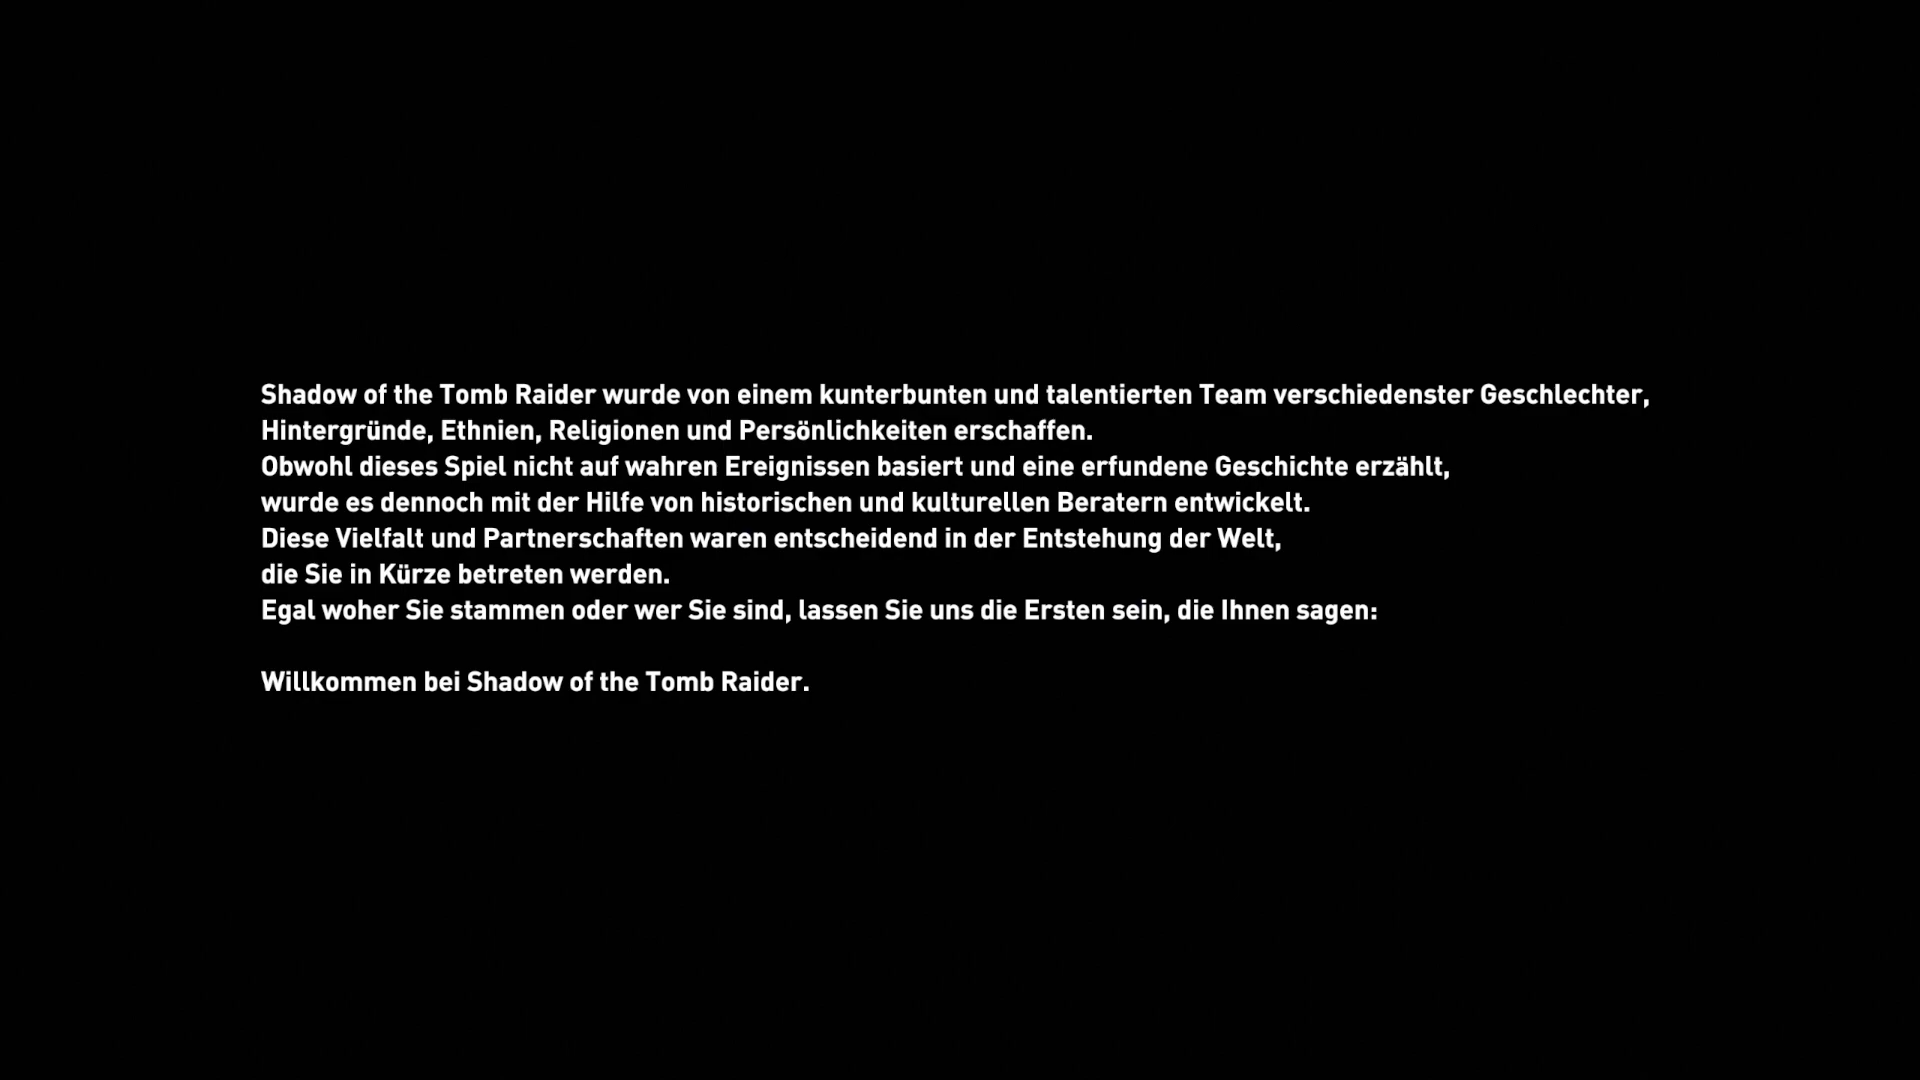 Shadow of the Tomb Raider wurde von einem kunterbunten und talentierten Team verschiedenster Geschlechter,
Hintergründe, Ethnien, Religionen und Persönlichkeiten erschaffen.
Obwohl dieses Spiel nicht auf wahren Ereignissen basiert und eine erfundene Geschichte erzählt,
wurde es dennoch mit der Hilfe von historischen und kulturellen Beratern entwickelt.
Diese Vielfalt und Partnerschaften waren entscheidend in der Entstehung der Welt,
die Sie in Kürze betreten werden.
Egal woher Sie stammen oder wer Sie sind, lassen Sie uns die Ersten sein, die Ihnen sagen:
Willkommen bei Shadow of the Tomb Raider.